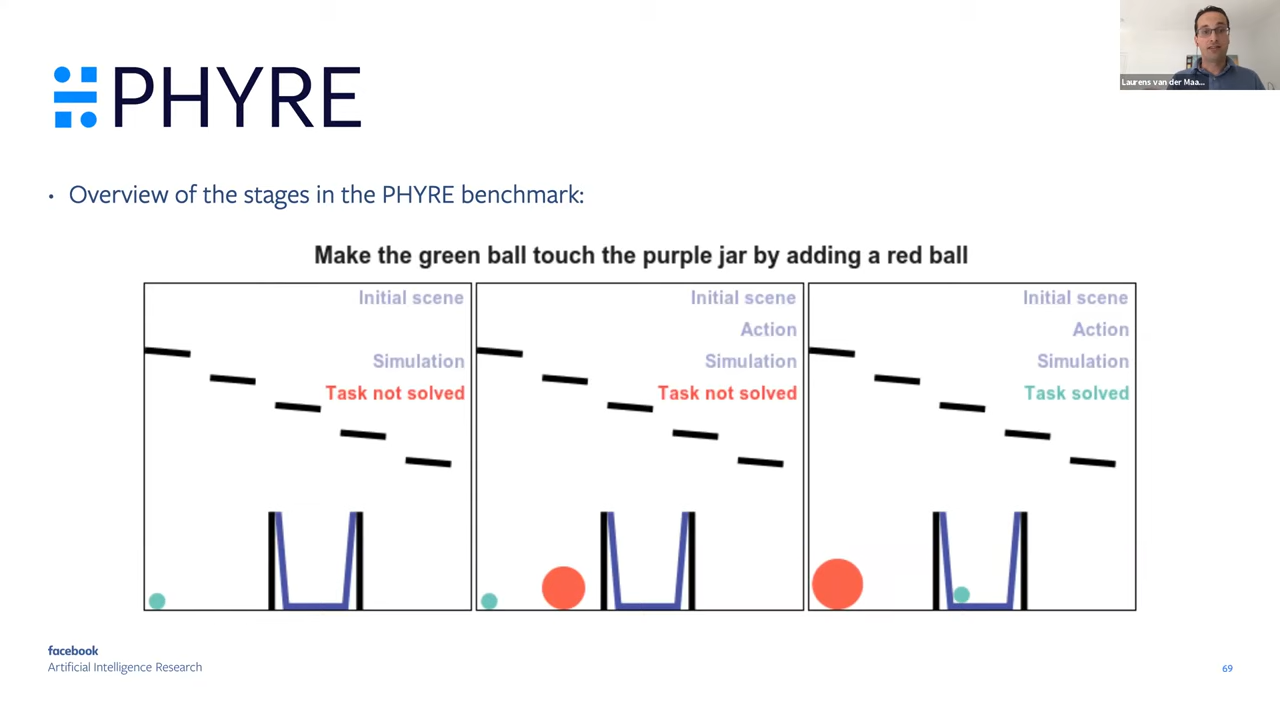 Laurens van der Maa...
PHYRE
• Overview of the stages in the PHYRE benchmark:
Make the green ball touch the purple jar by adding a red ball
Initial scene
Simulation
Task not solved
Initial scene
Action
Simulation
Task not solved
Initial scene
Action
Simulation
Task solved
facebook
Artificial Intelligence Research
69